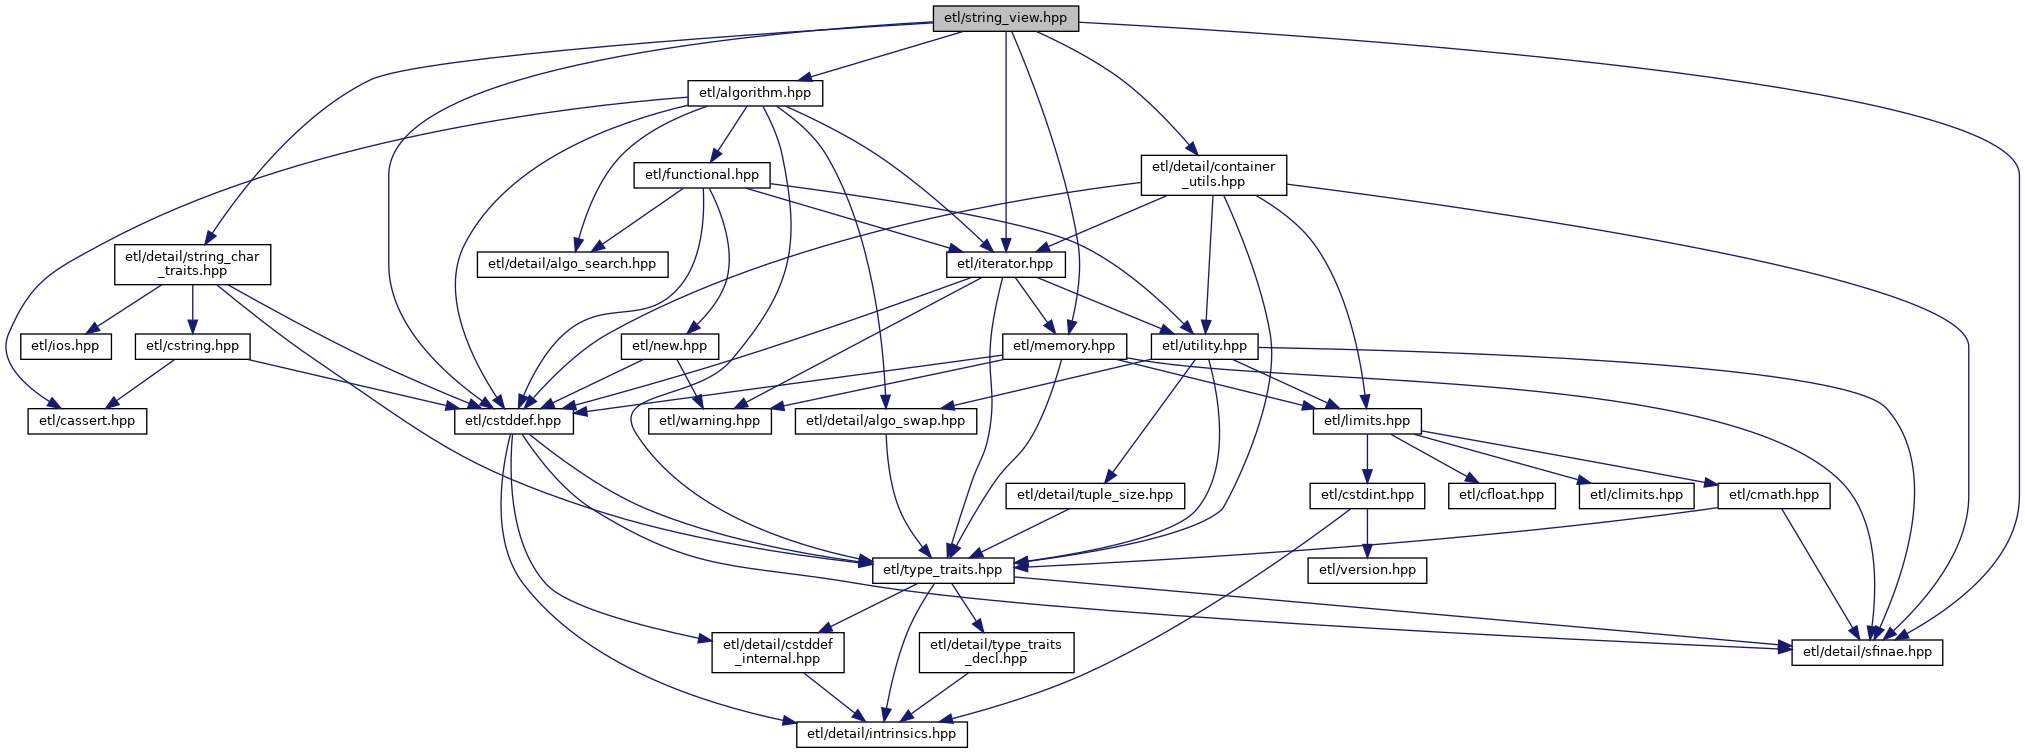 etl/string_view.hpp
etl/algorithm.hpp
etl/functional.hpp
etl/detail/container
_utils.hpp
etl/detail/string_char
_traits.hpp
etl/detail/algo_search.hpp
etl/iterator.hpp
etl/ios.hpp
etl/cstring.hpp
etl/new.hpp
etl/memory.hpp
etl/utility.hpp
etl/cassert.hpp
etl/cstddef.hpp
etl/warning.hpp
etl/detail/algo_swap.hpp
etl/limits.hpp
etl/detail/tuple_size.hpp
etl/cstdint.hpp
etl/cfloat.hpp
etl/climits.hpp
etl/cmath.hpp
etl/type_traits.hpp
etl/version.hpp
etl/detail/cstddef
_internal.hpp
etl/detail/type_traits
_decl.hpp
etl/detail/sfinae.hpp
etl/detail/intrinsics.hpp